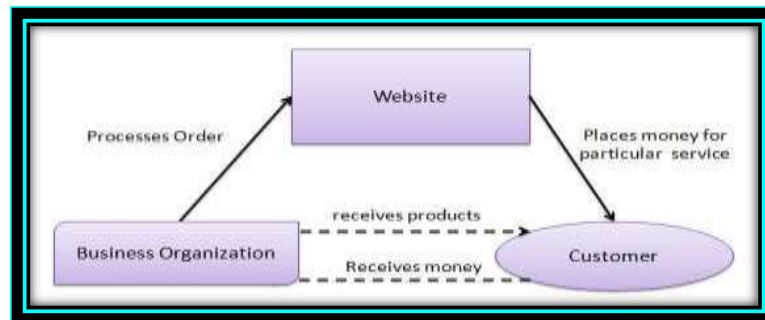 Website
Processes Order
Places money for
particular service
receives products
Business Organization
Customer
Receives money